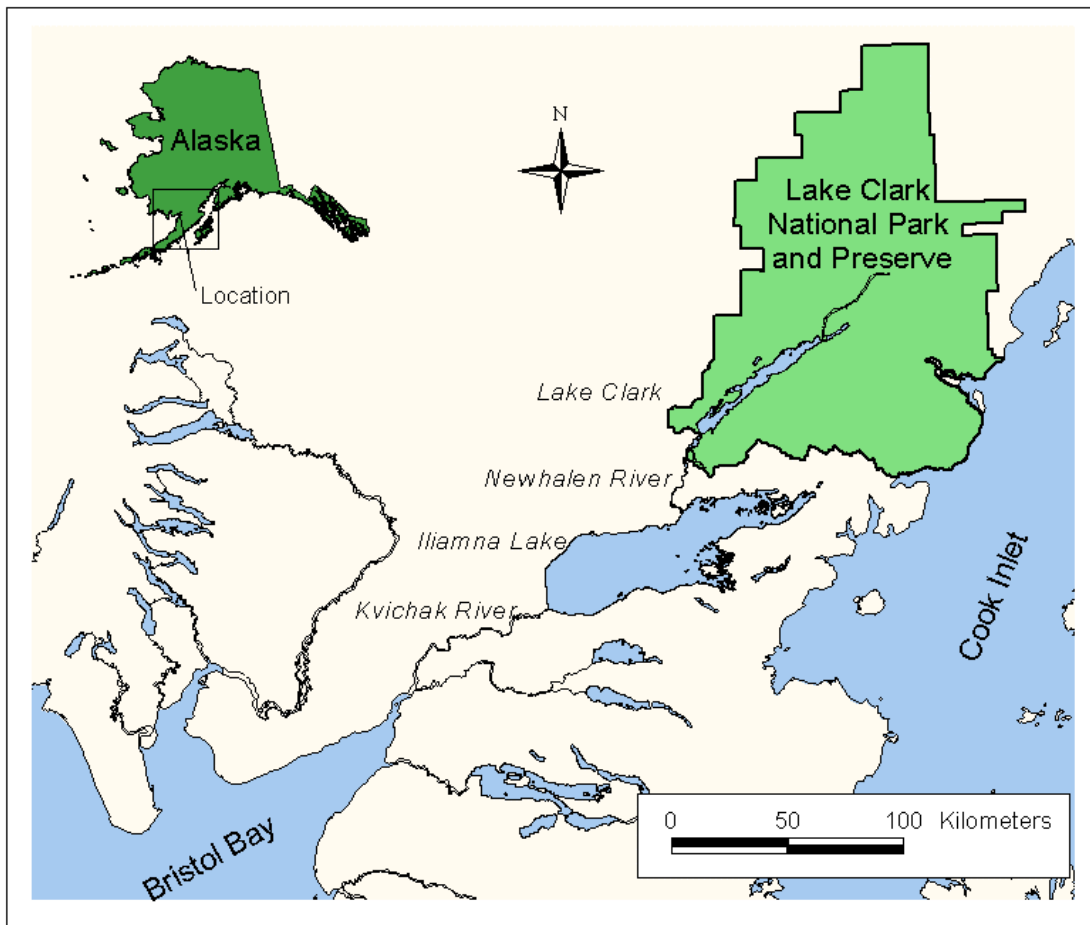 N
Alaska
Location
Lake Clark
National Park
and Preserve
Lake Clark
Newhalen River
Iliamna Lake
Kvichak River
Cook Inlet
Bristol Bay
0 50 100 Kilometers